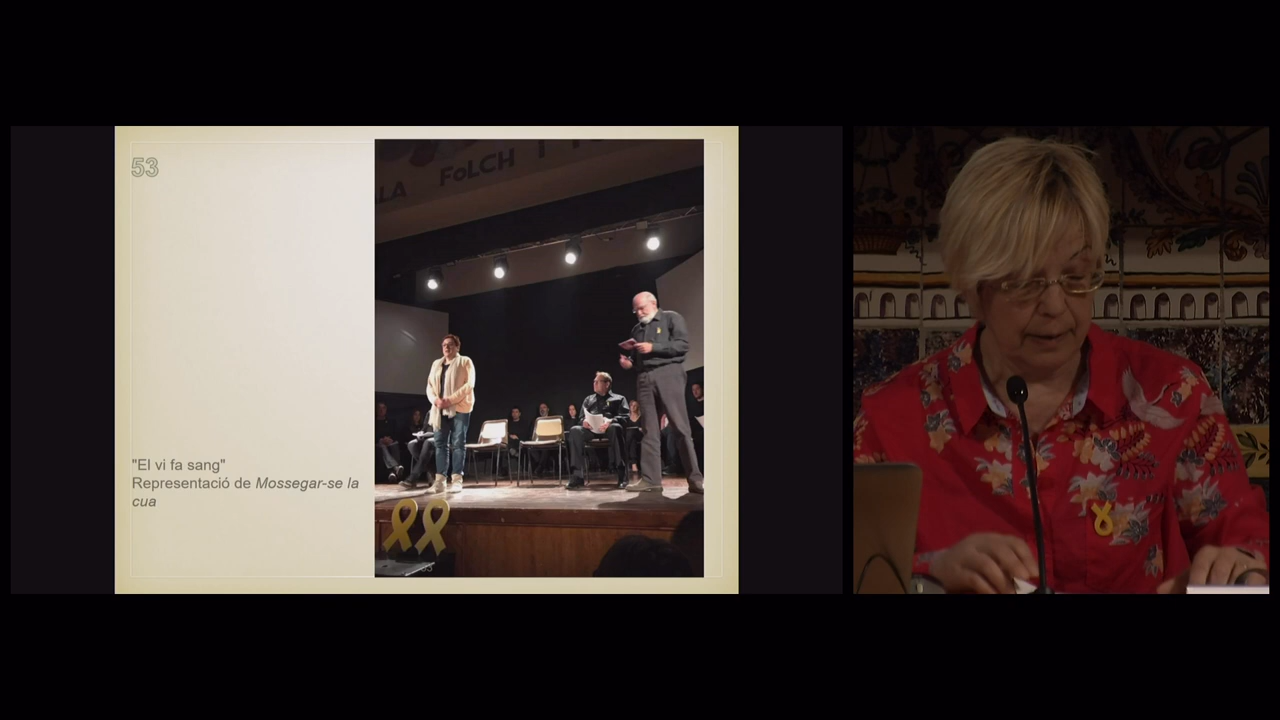 53
FoLCH I
"El vi fa sang"
Representació de Mossegar-se la
cua